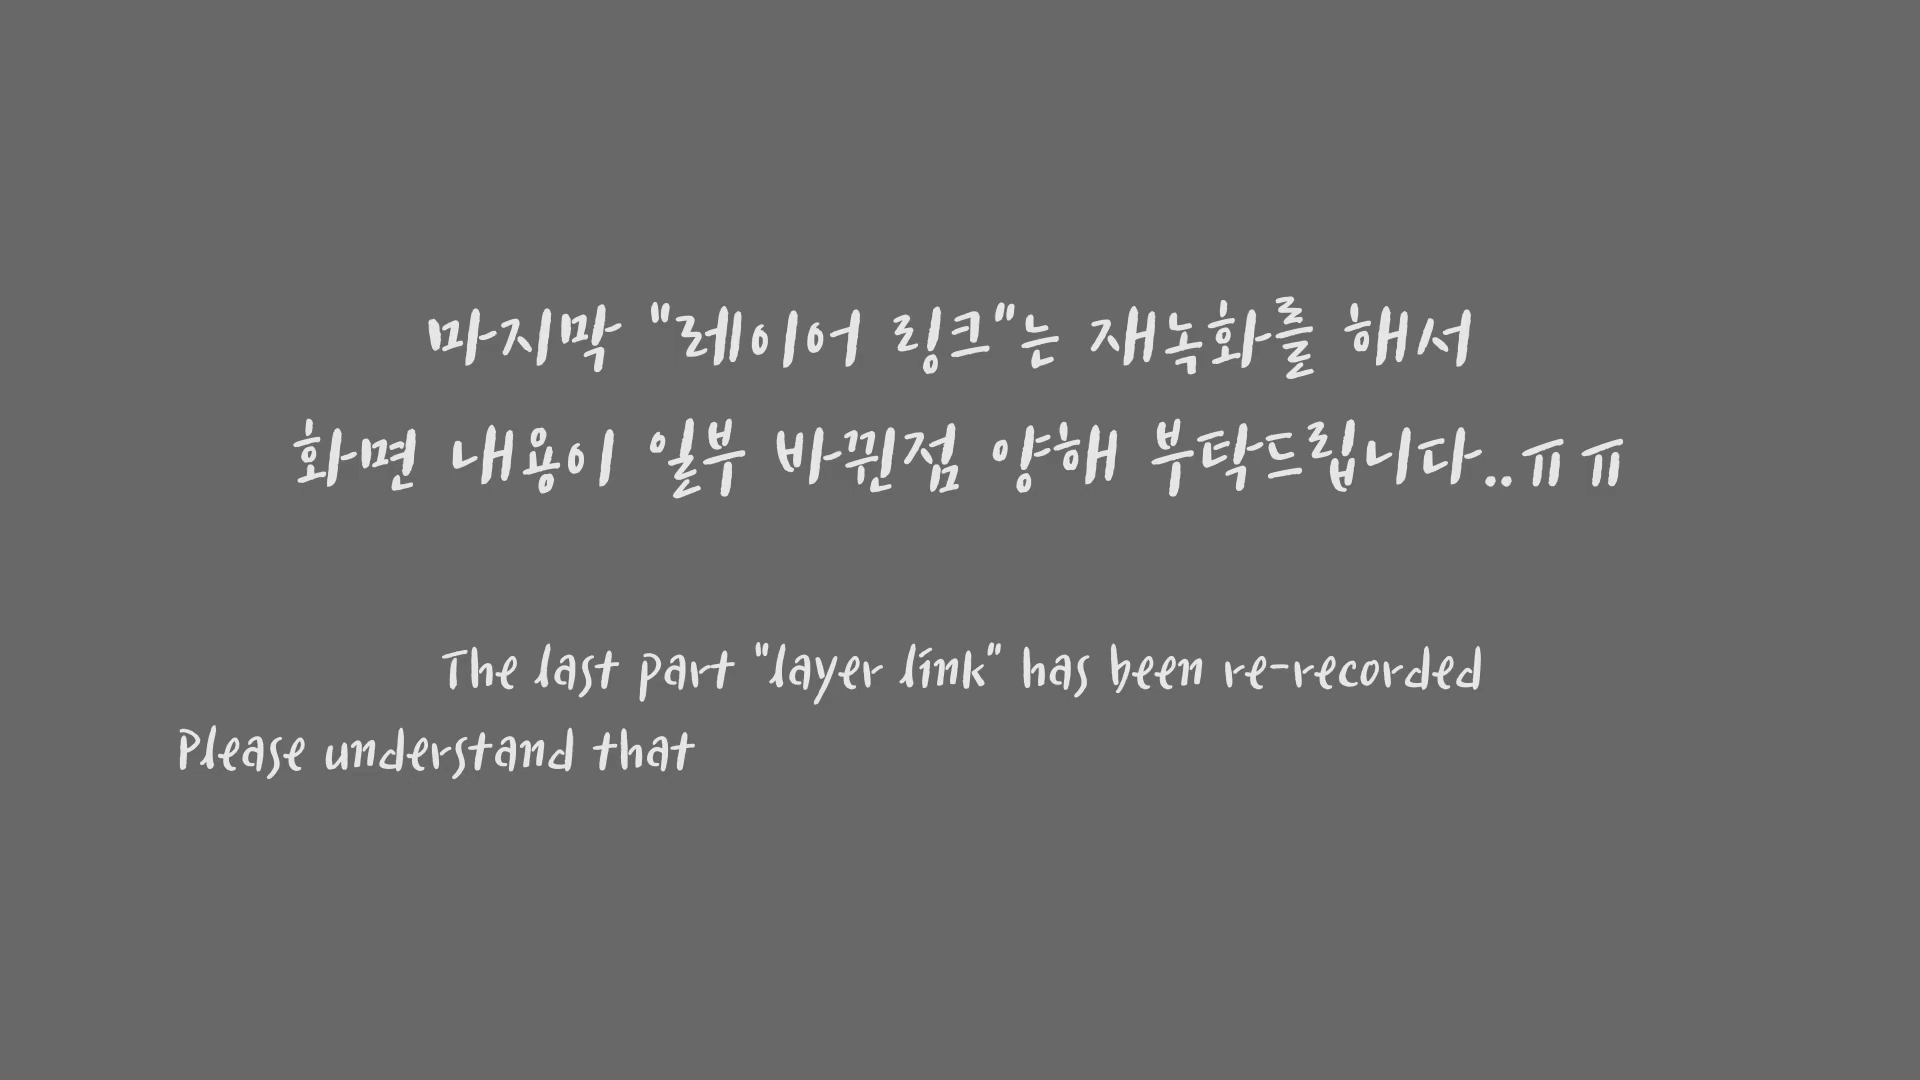 마지막 "레이어 링크"는 재녹화를 해서
화면 내용이 일부 바뀐점 양해 부탁드립니다..ㅠㅠ
The last part "layer link" has been re-recorded
Please understand that